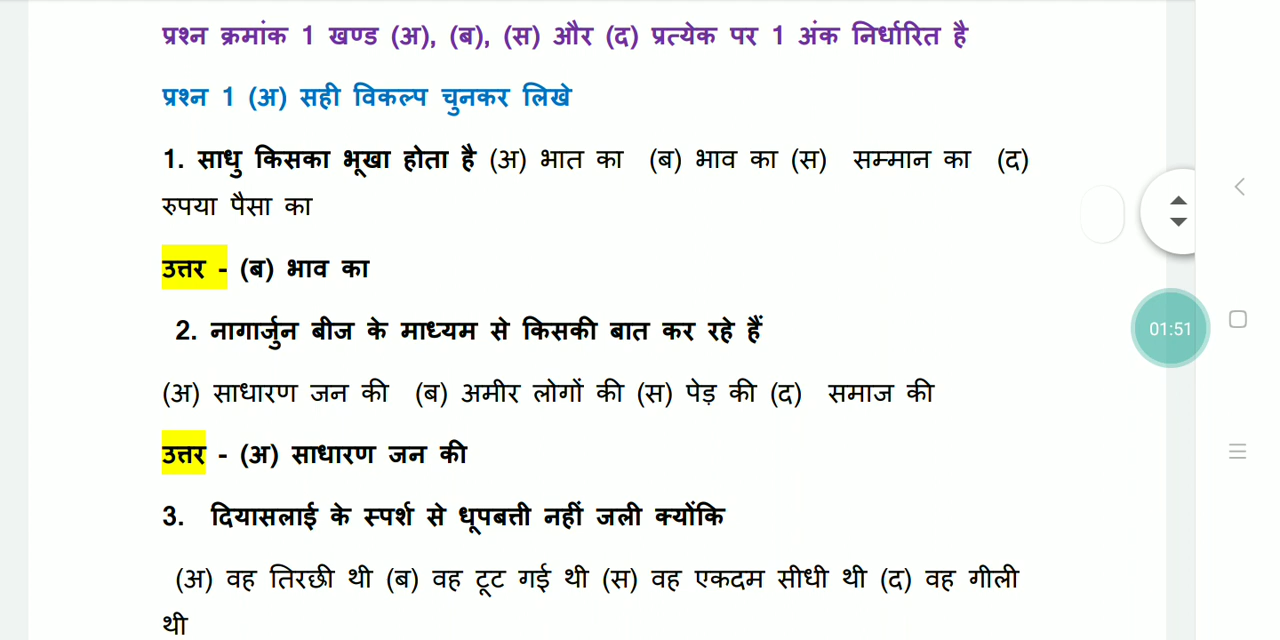 प्रश्न क्रमांक 1 खण्ड (अ), (ब), (स) और (द) प्रत्येक पर 1 अंक निर्धारित है
प्रश्न 1 (अ) सही विकल्प चुनकर लिखे
1. साधु किसका भूखा होता है (अ) भात का (ब) भाव का (स) सम्मान का (द)
रुपया पैसा का
उत्तर - (ब) भाव का
2. नागार्जुन बीज के माध्यम से किसकी बात कर रहे हैं
(अ) साधारण जन की (ब) अमीर लोगों की (स) पेड़ की (द) समाज की
उत्तर - (अ) साधारण जन की
3. दियासलाई के स्पर्श से धूपबत्ती नहीं जली क्योंकि
(अ) वह तिरछी थी (ब) वह टूट गई थी (स) वह एकदम सीधी थी (द) वह गीली
थी
01:51